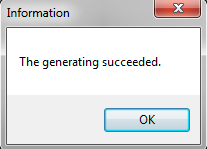 Information
The generating succeeded.
OK